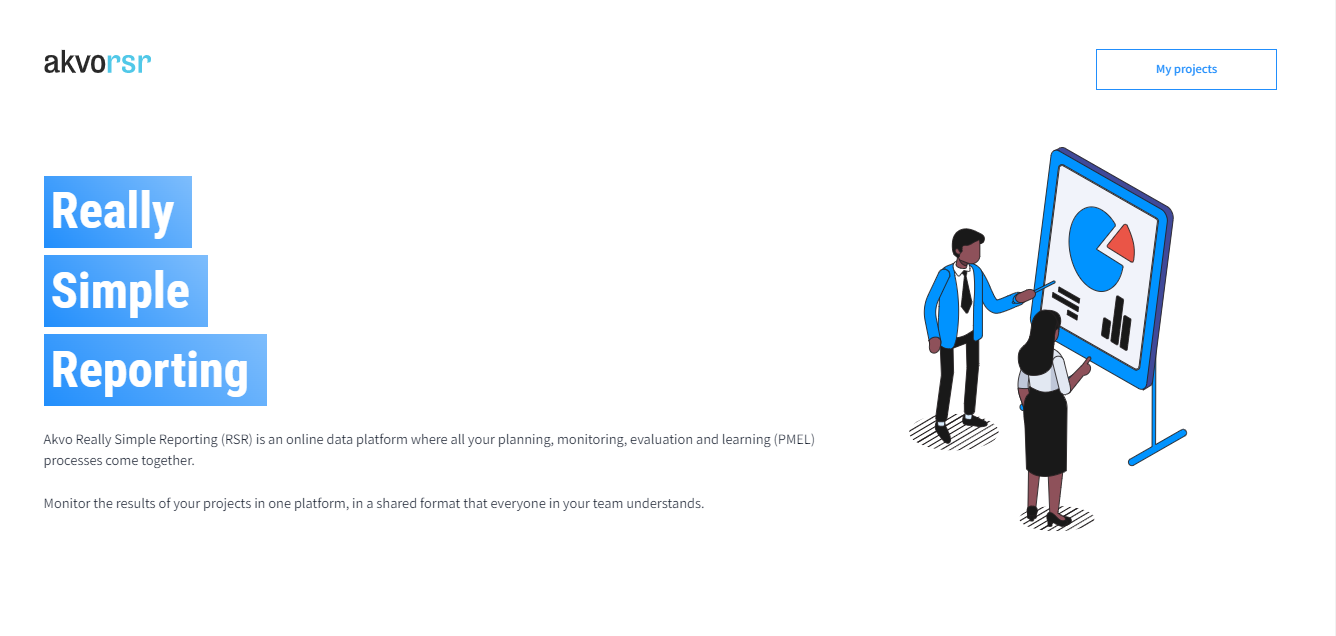 akvorsr
My projects
Really
Simple
Reporting
Akvo Really Simple Reporting (RSR) is an online data platform where all your planning, monitoring, evaluation and learning (PMEL)
processes come together.
Monitor the results of your projects in one platform, in a shared format that everyone in your team understands.